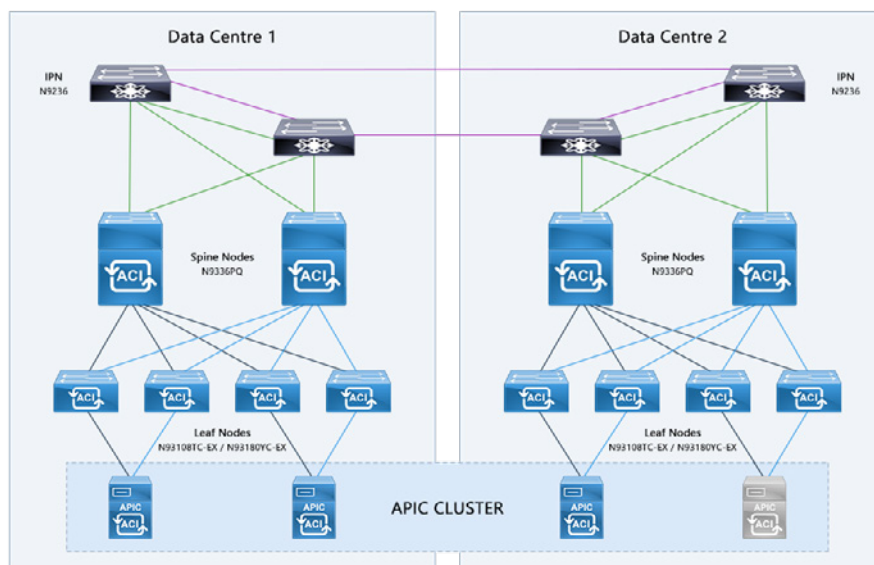 Data Centre 1
Data Centre 2
IPN
N9236
IPN
N9236
ACI
ACI
Spine Nodes
N9336PQ
ACI
ACI
Spine Nodes
N9336PQ
ACI
ACI
ACI
ACI
ACI
ACI
ACI
ACI
Leaf Nodes
N93108TC-EX / N93180YC-EX
Leaf Nodes
N93108TC-EX / N93180YC-EX
APIC
ACI
APIC
ACI
APIC CLUSTER
APIC
ACI
APIC
ACI